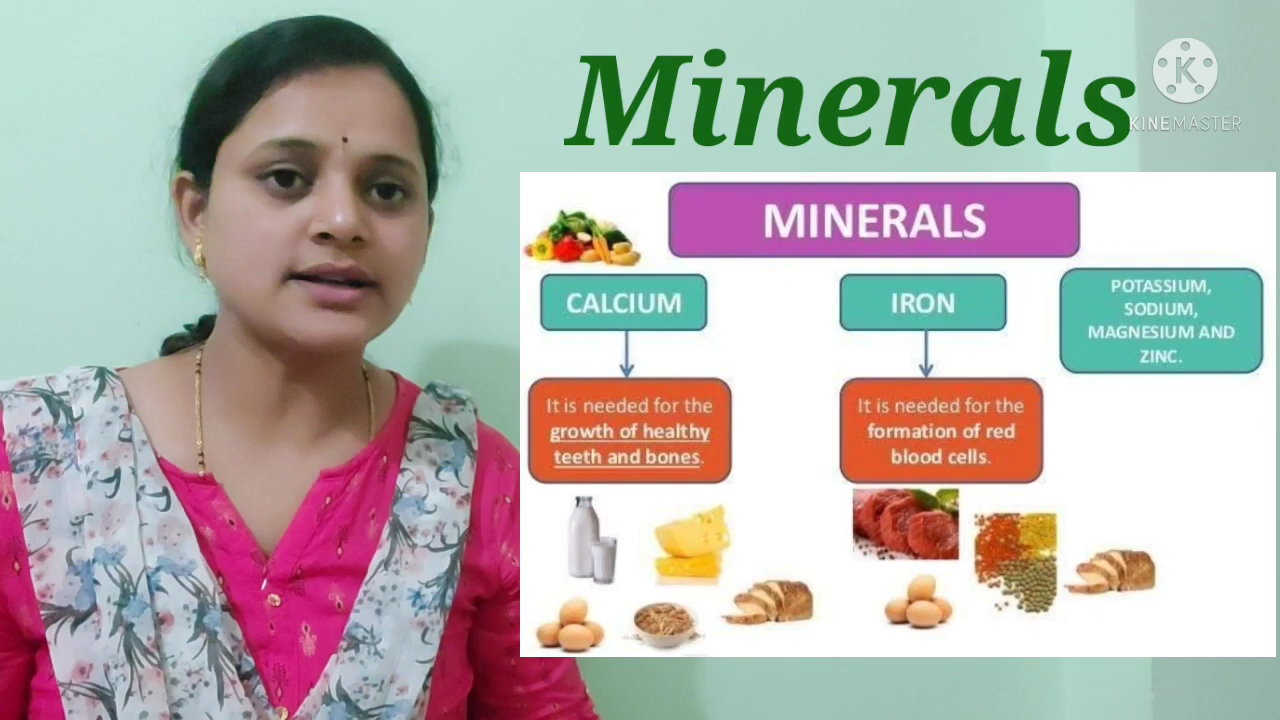 Minerals
K
KINEMASTER
MINERALS
CALCIUM
IRON
POTASSIUM,
SODIUM,
MAGNESIUM AND
ZINC.
It is needed for the
growth of healthy
teeth and bones.
It is needed for the
formation of red
blood cells.